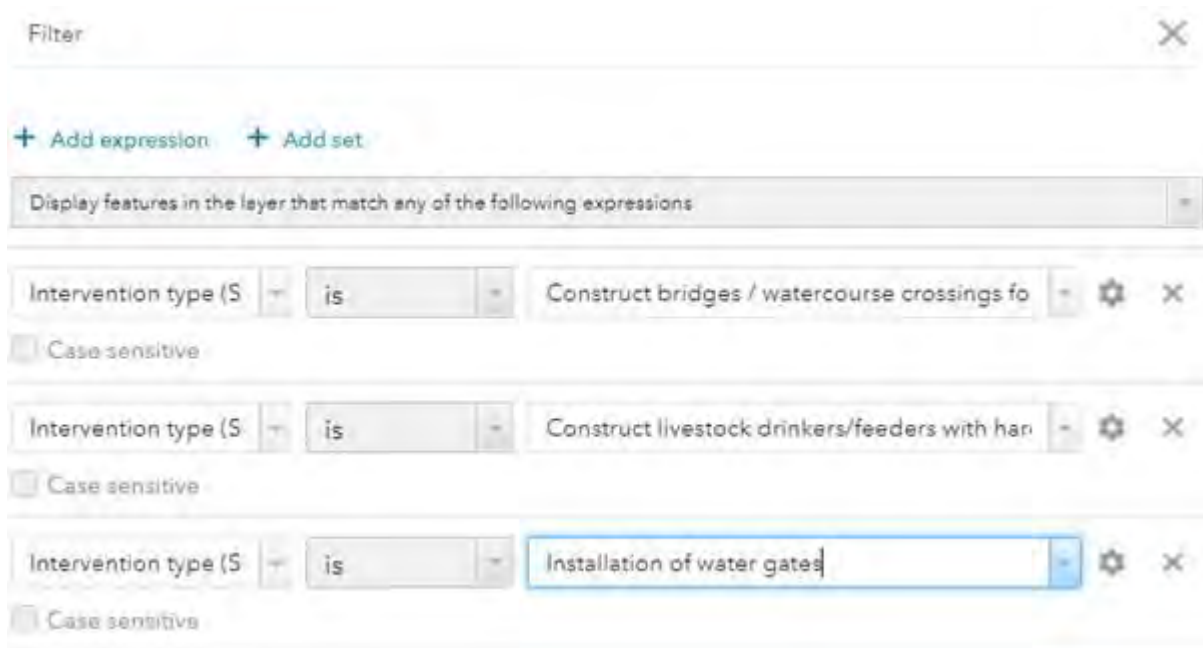 Filter
+ Add expression + Add set
Display features in the layer that match any of the following expressions
Intervention type (S is Construct bridges / watercourse crossings fo
Case sensitive
Intervention type (S is Construct livestock drinkers/feeders with har
Case sensitive
Intervention type (S is Installation of water gates
Case sensitive